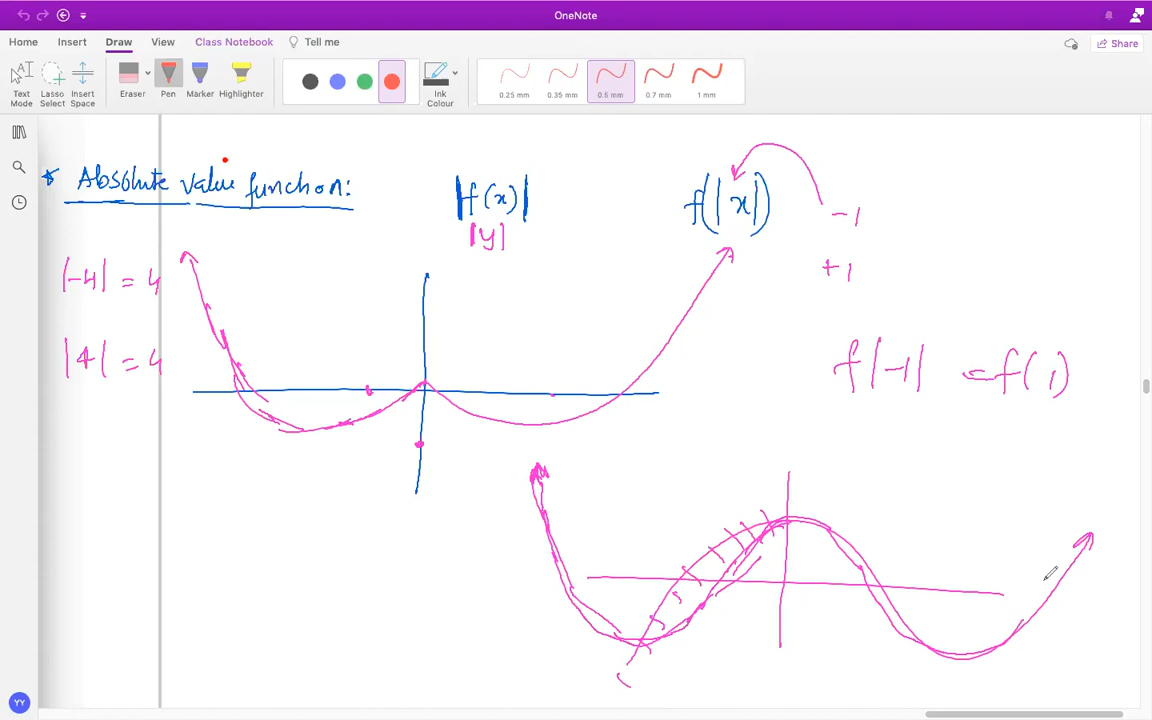 OneNote
Home Insert Draw View Class Notebook Tell me
Share
Text Mode
Lasso Select
Insert Space
Eraser
Pen
Marker
Highlighter
Ink Colour
0.25 mm 0.35 mm 0.5 mm 0.7 mm 1 mm
* Absolute value function:
|f(x)|
|y|
f(|x|)
-1
+1
|-4| = 4
|4| = 4
f|-1| = f(1)
YY